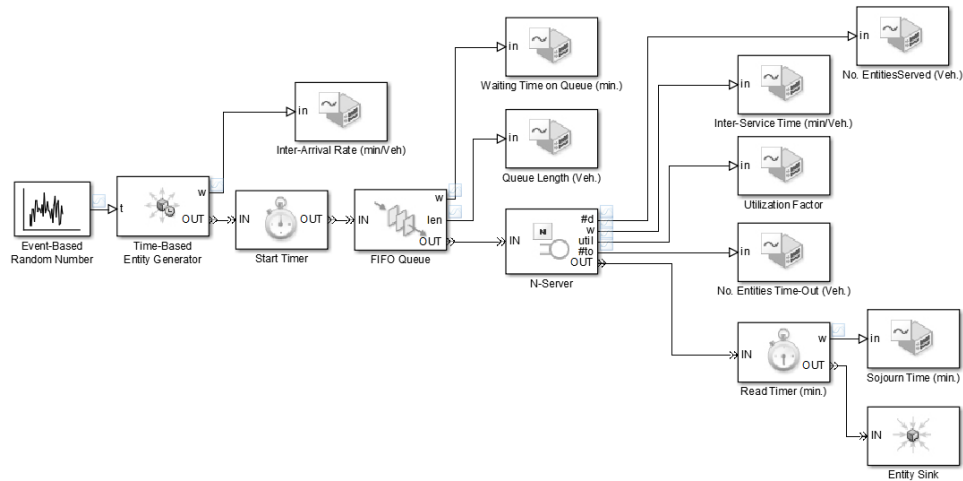 in
No. EntitiesServed (Veh.)
in
Waiting Time on Queue (min.)
in
Inter-Service Time (min/Veh.)
in
Inter-Arrival Rate (min/Veh)
in
Queue Length (Veh.)
in
Utilization Factor
t
w
OUT
Event-Based
Random Number
Time-Based
Entity Generator
IN
OUT
Start Timer
IN
w
len
OUT
FIFO Queue
IN
N
#d
w
util
#to
OUT
N-Server
in
No. Entities Time-Out (Veh.)
IN
w
OUT
Read Timer (min.)
in
Sojourn Time (min.)
IN
Entity Sink